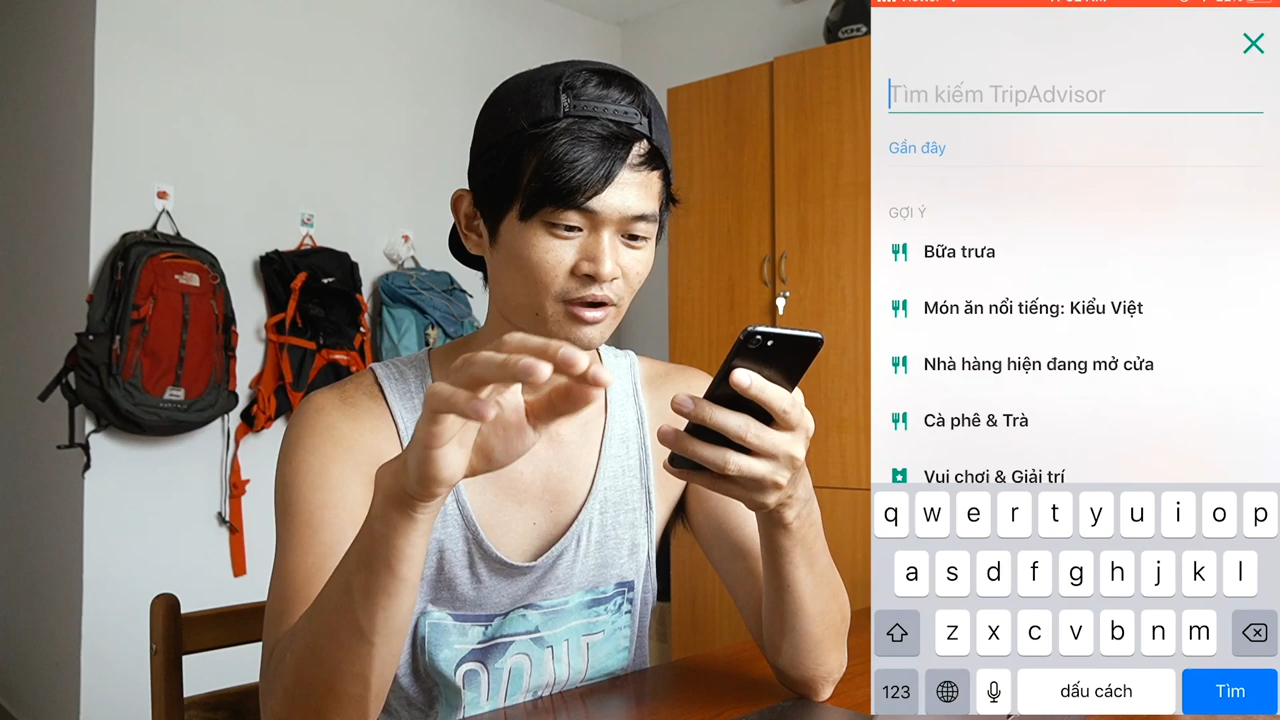 Tìm kiếm TripAdvisor
Gần đây
GỢI Ý
Bữa trưa
Món ăn nổi tiếng: Kiểu Việt
Nhà hàng hiện đang mở cửa
Cà phê & Trà
Vui chơi & Giải trí
q w e r t y u i o p
a s d f g h j k l
z x c v b n m
123 dấu cách Tìm